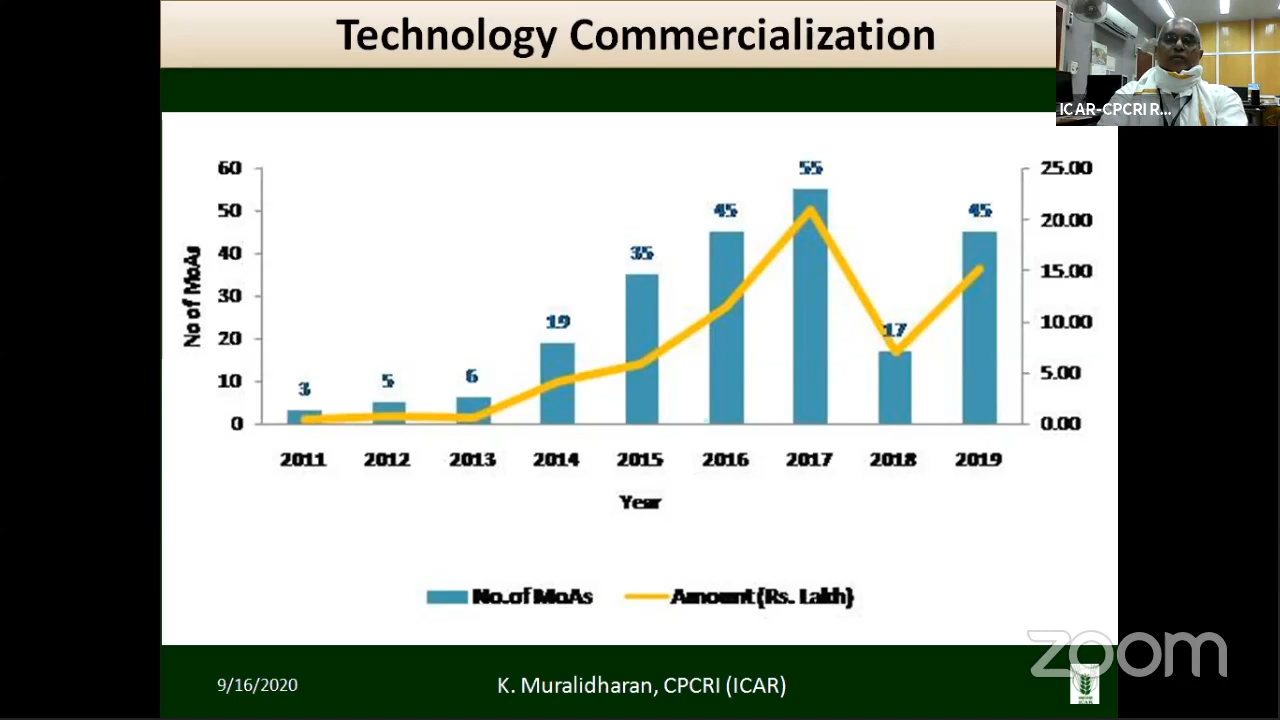 Technology Commercialization
ICAR-CPCRI R...
No of MoAs
60
50
40
30
20
10
0
25.00
20.00
15.00
10.00
5.00
0.00
3
5
6
19
35
45
55
17
45
2011 2012 2013 2014 2015 2016 2017 2018 2019
Year
No.of MoAs Amount (Rs. Lakh)
zoom
9/16/2020 K. Muralidharan, CPCRI (ICAR)
ICAR